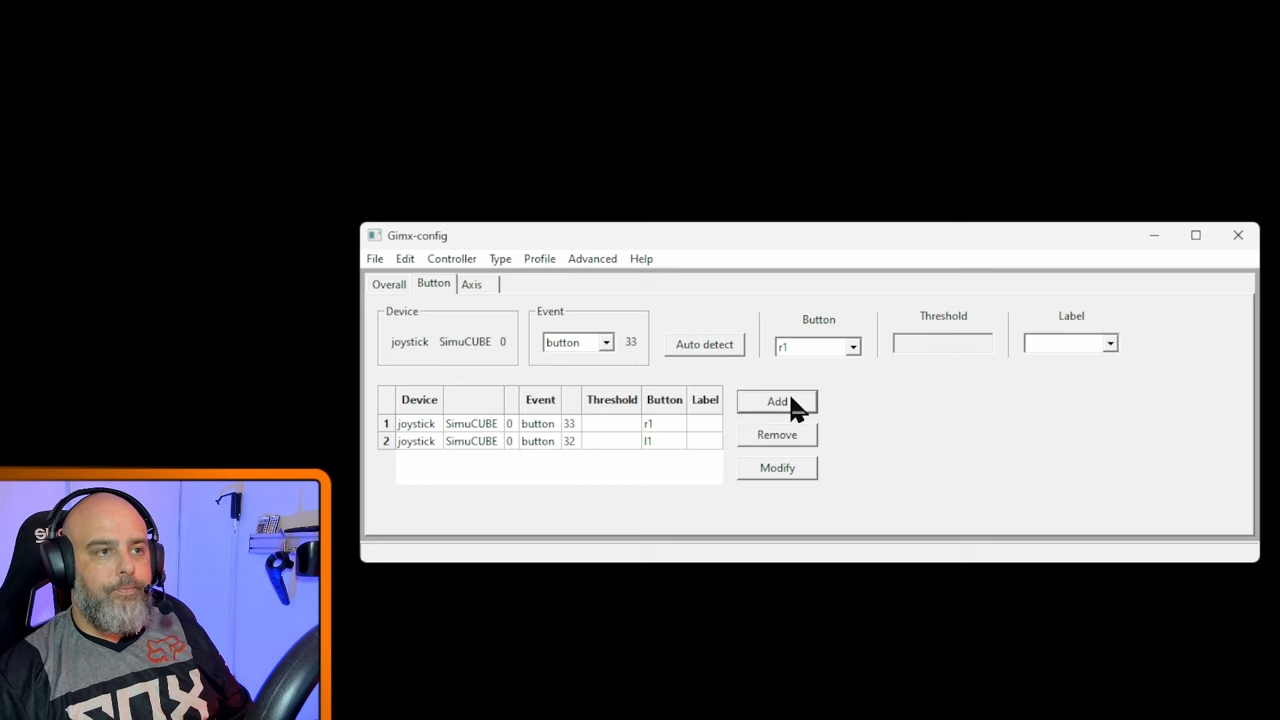 Gimx-config
File Edit Controller Type Profile Advanced Help
Overall Button Axis
Device Event Button Threshold Label
joystick SimuCUBE 0 button 33 Auto detect r1
Device Event Threshold Button Label
1 joystick SimuCUBE 0 button 33 r1
2 joystick SimuCUBE 0 button 32 l1
Add
Remove
Modify
FOX